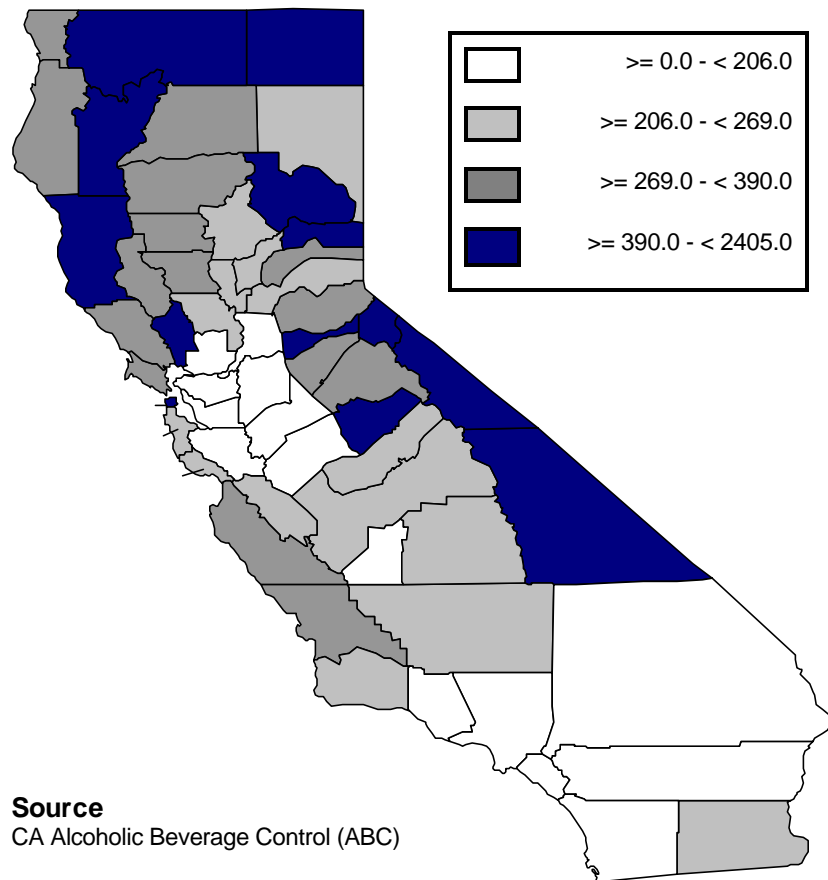 >= 0.0 - < 206.0
>= 206.0 - < 269.0
>= 269.0 - < 390.0
>= 390.0 - < 2405.0
Source
CA Alcoholic Beverage Control (ABC)